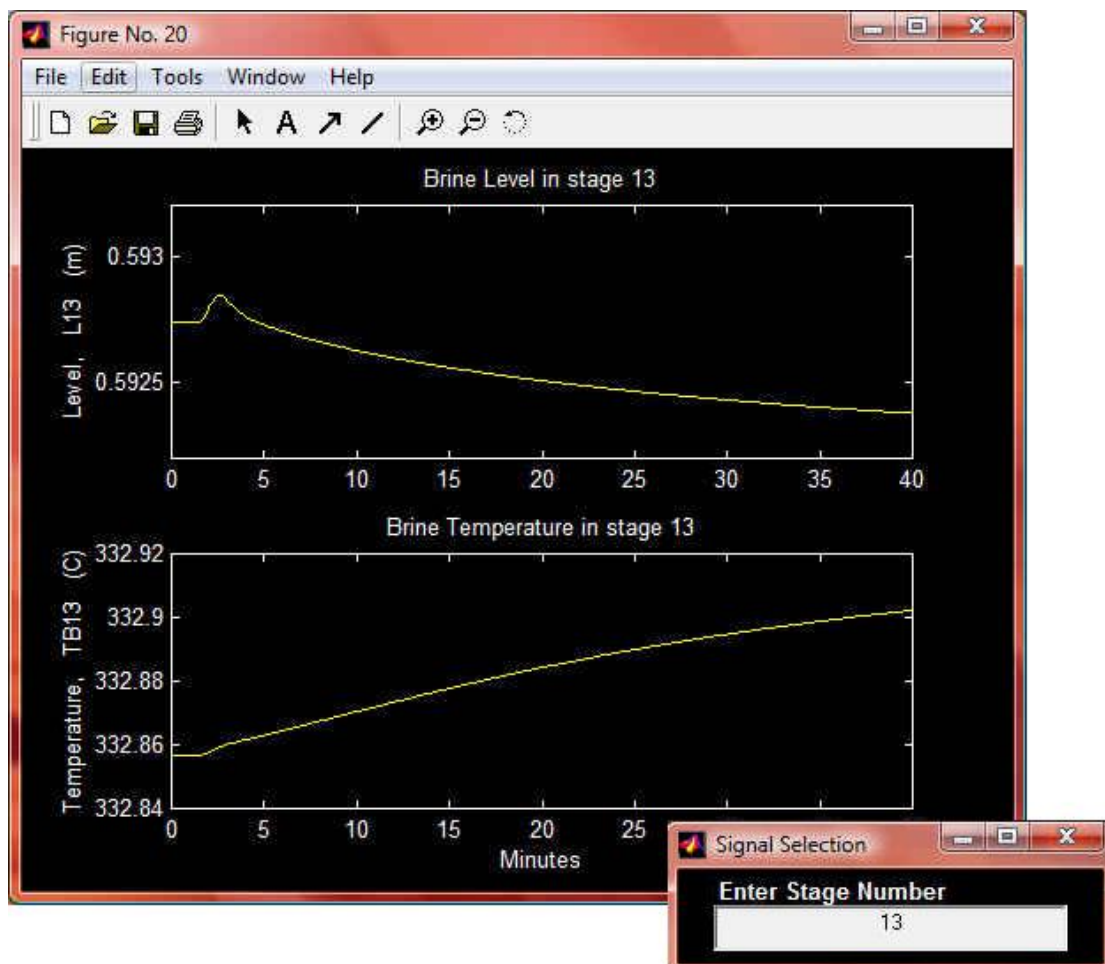 Figure No. 20
File Edit Tools Window Help
A
Brine Level in stage 13
Level, L13 (m)
0.593
0.5925
0 5 10 15 20 25 30 35 40
Brine Temperature in stage 13
Temperature, TB13 (C)
332.92
332.9
332.88
332.86
332.84
0 5 10 15 20 25
Minutes
Signal Selection
Enter Stage Number
13